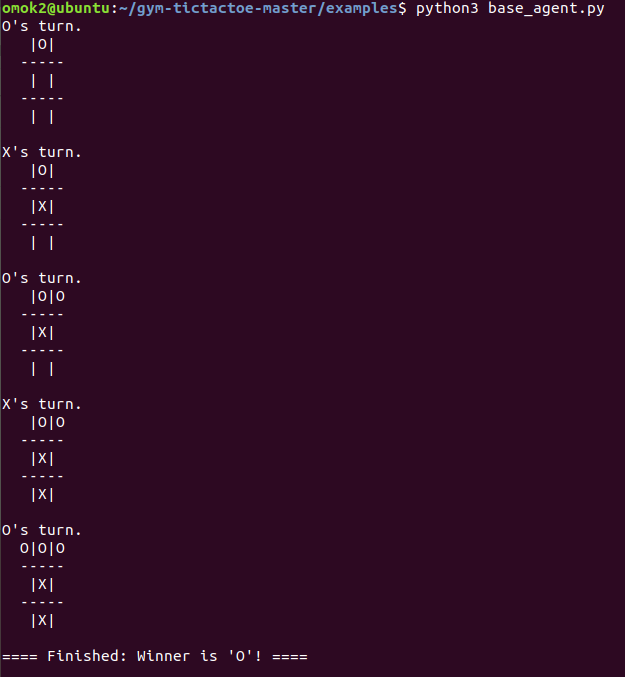 omok2@ubuntu:~/gym-tictactoe-master/examples$ python3 base_agent.py
O's turn.
   |O|
  -----
   | |
  -----
   | |

X's turn.
   |O|
  -----
   |X|
  -----
   | |

O's turn.
   |O|O
  -----
   |X|
  -----
   | |

X's turn.
   |O|O
  -----
   |X|
  -----
   |X|

O's turn.
  O|O|O
  -----
   |X|
  -----
   |X|

==== Finished: Winner is 'O'! ====